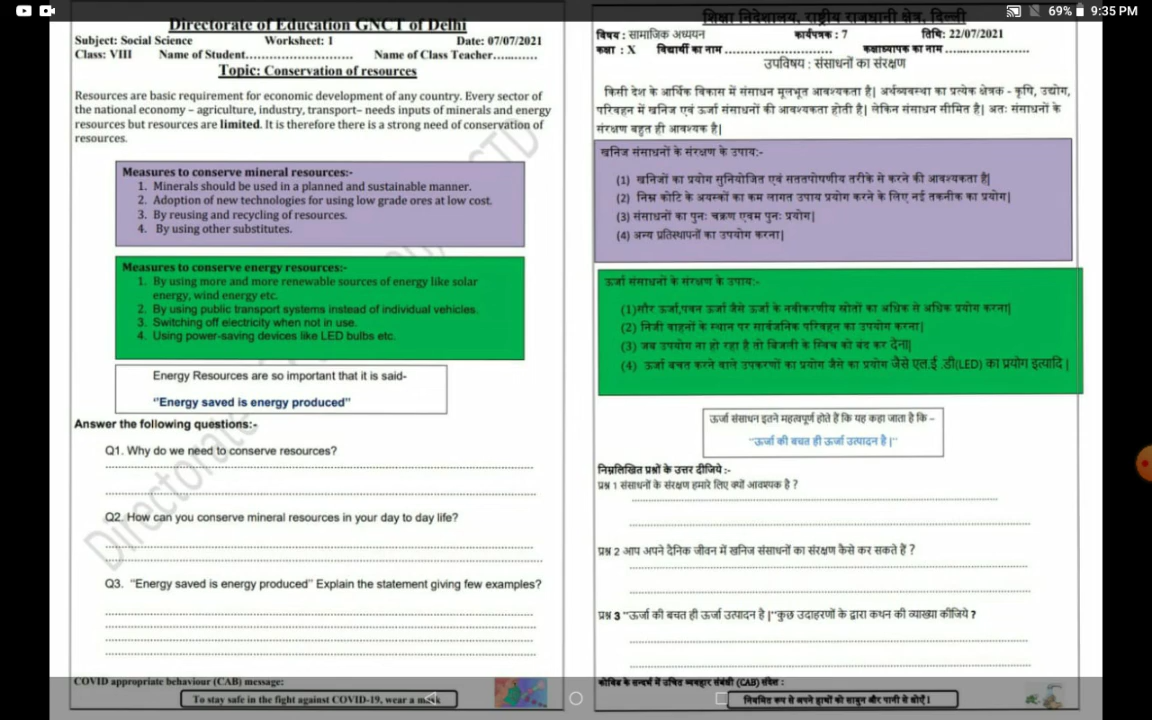 69% 9:35 PM
Directorate of Education GNCT of Delhi
Subject: Social Science Worksheet: 1 Date: 07/07/2021
Class: VIII Name of Student........................... Name of Class Teacher............
Topic: Conservation of resources
Resources are basic requirement for economic development of any country. Every sector of
the national economy – agriculture, industry, transport– needs inputs of minerals and energy
resources but resources are limited. It is therefore there is a strong need of conservation of
resources.
Measures to conserve mineral resources:-
1. Minerals should be used in a planned and sustainable manner.
2. Adoption of new technologies for using low grade ores at low cost.
3. By reusing and recycling of resources.
4. By using other substitutes.
Measures to conserve energy resources:-
1. By using more and more renewable sources of energy like solar
energy, wind energy etc.
2. By using public transport systems instead of individual vehicles.
3. Switching off electricity when not in use.
4. Using power-saving devices like LED bulbs etc.
Energy Resources are so important that it is said-
"Energy saved is energy produced"
Answer the following questions:-
Q1. Why do we need to conserve resources?
Q2. How can you conserve mineral resources in your day to day life?
Q3. "Energy saved is energy produced" Explain the statement giving few examples?
COVID appropriate behaviour (CAB) message:
To stay safe in the fight against COVID-19, wear a mask
शिक्षा निदेशालय, राष्ट्रीय राजधानी क्षेत्र, दिल्ली
विषय : सामाजिक अध्ययन कार्यपत्रक : 7 तिथि: 22/07/2021
कक्षा : X विद्यार्थी का नाम ........................... कक्षाध्यापक का नाम .....................
उपविषय : संसाधनों का संरक्षण
किसी देश के आर्थिक विकास में संसाधन मूलभूत आवश्यकता है| अर्थव्यवस्था का प्रत्येक क्षेत्रक - कृषि, उद्योग,
परिवहन में खनिज एवं ऊर्जा संसाधनों की आवश्यकता होती है| लेकिन संसाधन सीमित है| अतः संसाधनों के
संरक्षण बहुत ही आवश्यक है|
खनिज संसाधनों के संरक्षण के उपाय:-
(1) खनिजों का प्रयोग सुनियोजित एवं सततपोषणीय तरीके से करने की आवश्यकता है|
(2) निम्न कोटि के अयस्कों का कम लागत उपाय प्रयोग करने के लिए नई तकनीक का प्रयोग|
(3) संसाधनों का पुनः चक्रण एवम पुनः प्रयोग|
(4) अन्य प्रतिस्थापनों का उपयोग करना|
ऊर्जा संसाधनों के संरक्षण के उपाय:-
(1)सौर ऊर्जा,पवन ऊर्जा जैसे ऊर्जा के नवीकरणीय स्रोतों का अधिक से अधिक प्रयोग करना|
(2) निजी वाहनों के स्थान पर सार्वजनिक परिवहन का उपयोग करना|
(3) जब उपयोग ना हो रहा है तो बिजली के स्विच को बंद कर देना|
(4) ऊर्जा बचत करने वाले उपकरणों का प्रयोग जैसे का प्रयोग जैसे एल.ई .डी(LED) का प्रयोग इत्यादि |
ऊर्जा संसाधन इतने महत्वपूर्ण होते हैं कि यह कहा जाता है कि –
"ऊर्जा की बचत ही ऊर्जा उत्पादन है |"
निम्नलिखित प्रश्नों के उत्तर दीजिये :-
प्रश्न 1 संसाधनों के संरक्षण हमारे लिए क्यों आवश्यक है ?
प्रश्न 2 आप अपने दैनिक जीवन में खनिज संसाधनों का संरक्षण कैसे कर सकते हैं ?
प्रश्न 3 "ऊर्जा की बचत ही ऊर्जा उत्पादन है |"कुछ उदाहरणों के द्वारा कथन की व्याख्या कीजिये ?
कोविड के सन्दर्भ में उचित व्यवहार संबंधी (CAB) संदेश :
नियमित रूप से अपने हाथों को साबुन और पानी से धोएँ |